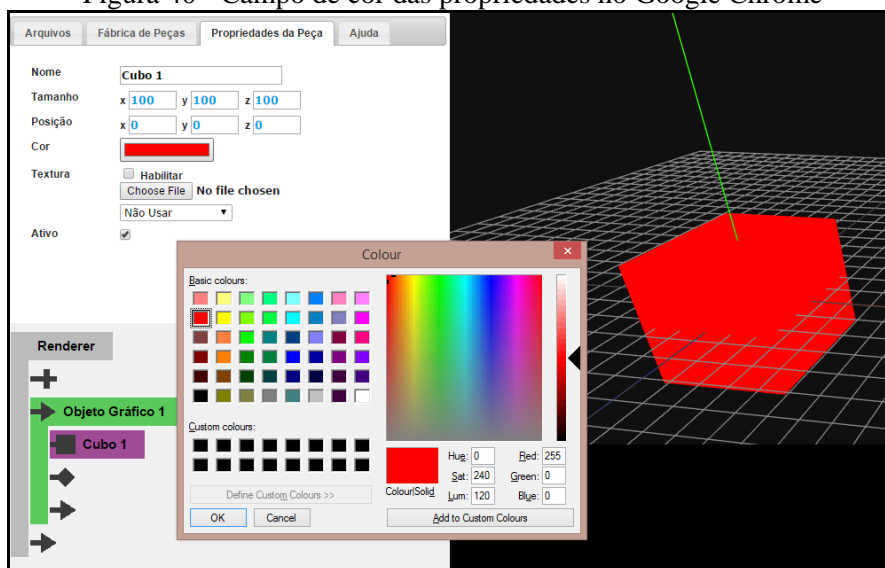 Figura 40 - Campo de cor das propriedades no Google Chrome
Arquivos Fábrica de Peças Propriedades da Peça Ajuda
Nome Cubo 1
Tamanho x 100 y 100 z 100
Posição x 0 y 0 z 0
Cor
Textura Habilitar
Choose File No file chosen
Não Usar
Ativo
Colour
Basic colours:
Custom colours:
Define Custom Colours >>
OK Cancel
Colour|Solid
Hue: 0 Red: 255
Sat: 240 Green: 0
Lum: 120 Blue: 0
Add to Custom Colours
Renderer
Objeto Gráfico 1
Cubo 1